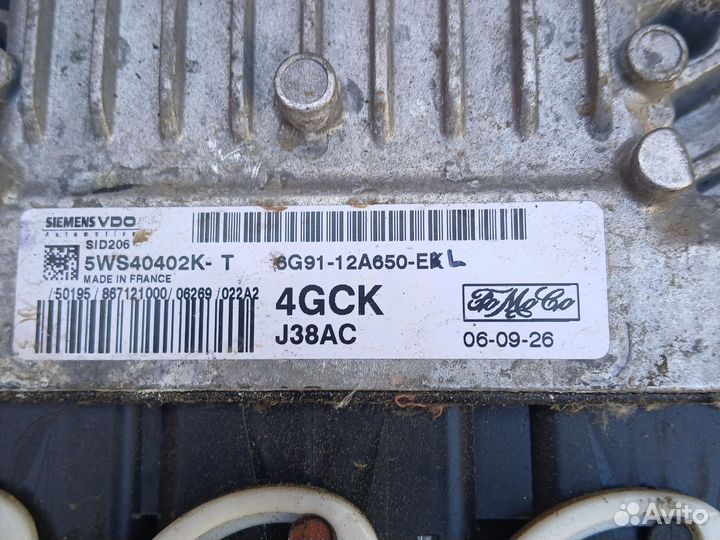 SIEMENS VDO
Automotive
SID206
5WS40402K- T 6G91-12A650-EKL
MADE IN FRANCE
/50195 / 867121000 / 06269 / 022A2
4GCK
J38AC
FoMoCo
06-09-26
Avito